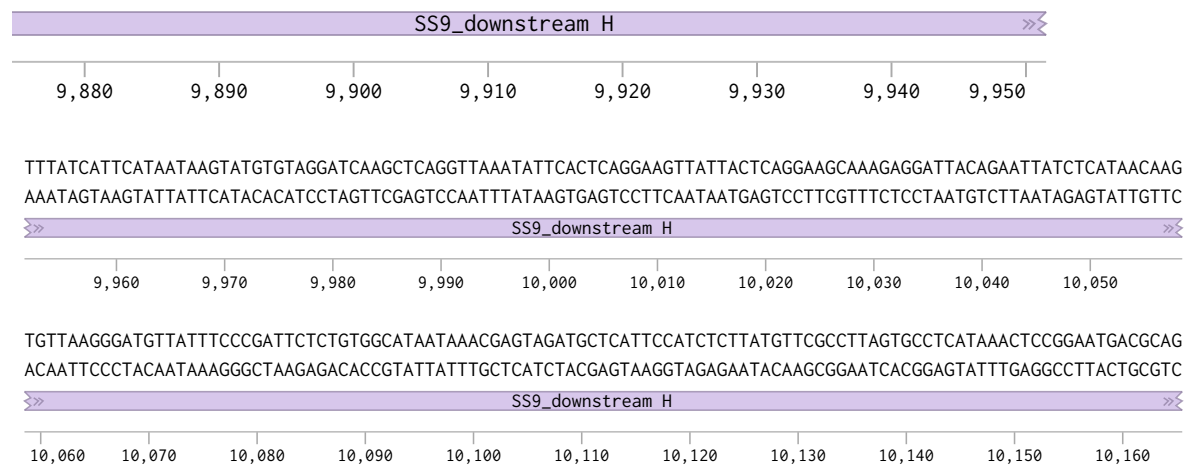 SS9_downstream H
9,880 9,890 9,900 9,910 9,920 9,930 9,940 9,950
TTTATCATTCATAATAAGTATGTGTAGGATCAAGCTCAGGTTAAATATTCACTCAGGAAGTTATTACTCAGGAAGCAAAGAGGATTACAGAATTATCTCATAACAAG
AAATAGTAAGTATTATTCATACACATCCTAGTTCGAGTCCAATTTATAAGTGAGTCCTTCAATAATGAGTCCTTCGTTTCTCCTAATGTCTTAATAGAGTATTGTTC
SS9_downstream H
9,960 9,970 9,980 9,990 10,000 10,010 10,020 10,030 10,040 10,050
TGTTAAGGGATGTTATTTCCCGATTCTCTGTGGCATAATAAACGAGTAGATGCTCATTCCATCTCTTATGTTCGCCTTAGTGCCTCATAAACTCCGGAATGACGCAG
ACAATTCCCTACAATAAAGGGCTAAGAGACACCGTATTATTTGCTCATCTACGAGTAAGGTAGAGAATACAAGCGGAATCACGGAGTATTTGAGGCCTTACTGCGTC
SS9_downstream H
10,060 10,070 10,080 10,090 10,100 10,110 10,120 10,130 10,140 10,150 10,160